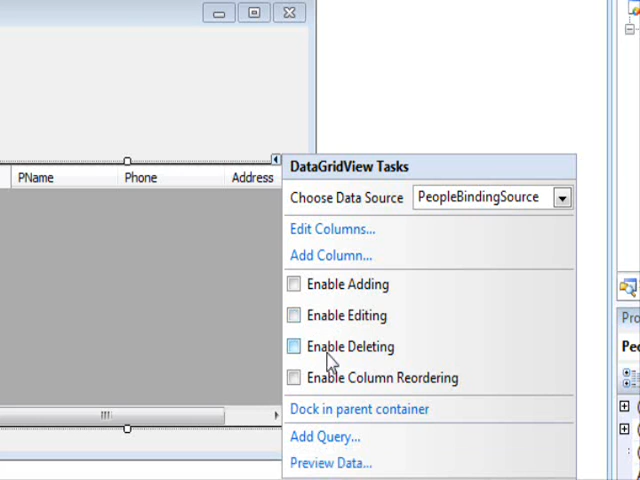 DataGridView Tasks
PName Phone Address
Choose Data Source PeopleBindingSource
Edit Columns...
Add Column...
Enable Adding
Enable Editing
Pro
Enable Deleting
Peo
Enable Column Reordering
Dock in parent container
Add Query...
Preview Data...